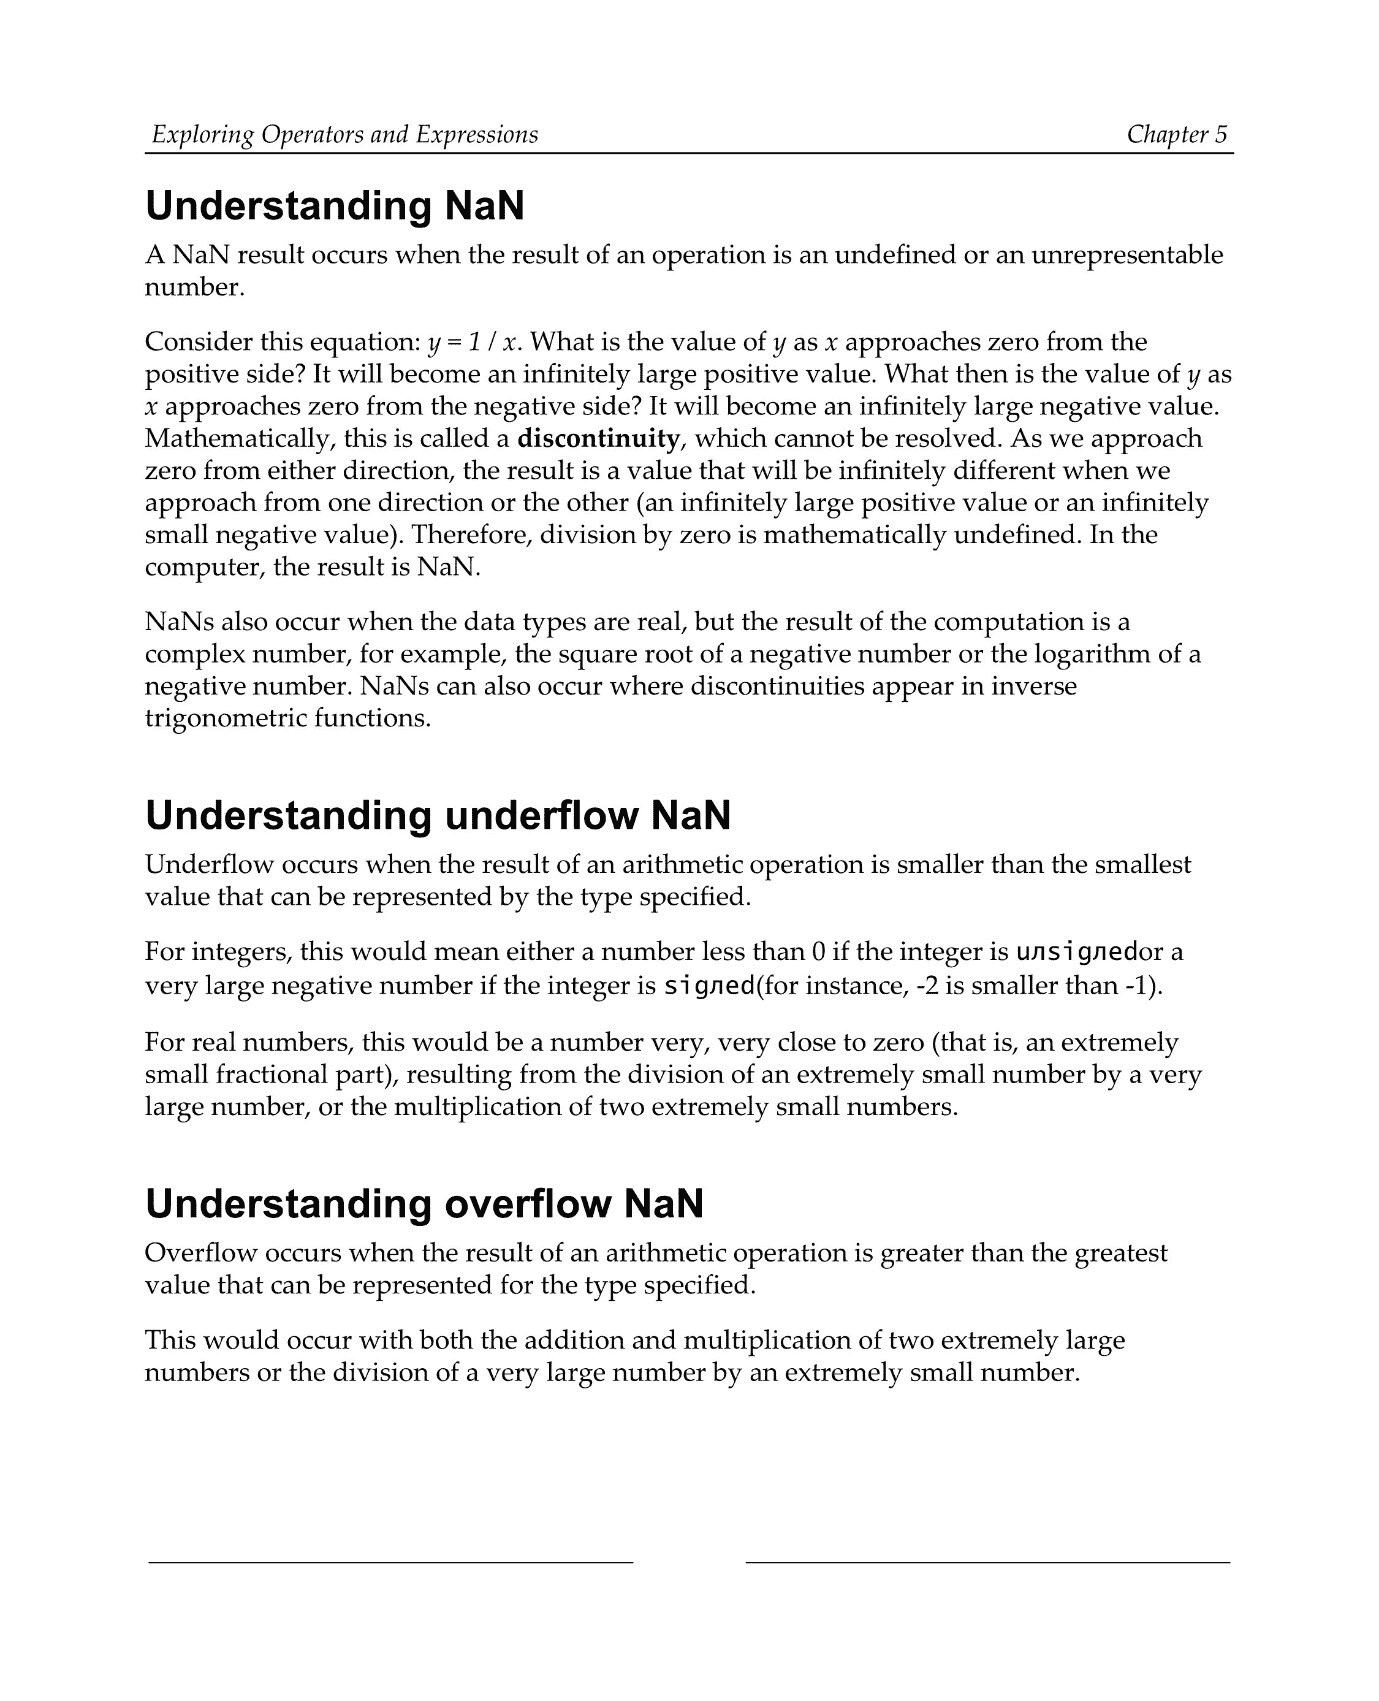 Exploring Operators and Expressions Chapter 5
Understanding NaN
A NaN result occurs when the result of an operation is an undefined or an unrepresentable
number.
Consider this equation: y = 1 / x. What is the value of y as x approaches zero from the
positive side? It will become an infinitely large positive value. What then is the value of y as
x approaches zero from the negative side? It will become an infinitely large negative value.
Mathematically, this is called a discontinuity, which cannot be resolved. As we approach
zero from either direction, the result is a value that will be infinitely different when we
approach from one direction or the other (an infinitely large positive value or an infinitely
small negative value). Therefore, division by zero is mathematically undefined. In the
computer, the result is NaN.
NaNs also occur when the data types are real, but the result of the computation is a
complex number, for example, the square root of a negative number or the logarithm of a
negative number. NaNs can also occur where discontinuities appear in inverse
trigonometric functions.
Understanding underflow NaN
Underflow occurs when the result of an arithmetic operation is smaller than the smallest
value that can be represented by the type specified.
For integers, this would mean either a number less than 0 if the integer is unsignedor a
very large negative number if the integer is signed(for instance, -2 is smaller than -1).
For real numbers, this would be a number very, very close to zero (that is, an extremely
small fractional part), resulting from the division of an extremely small number by a very
large number, or the multiplication of two extremely small numbers.
Understanding overflow NaN
Overflow occurs when the result of an arithmetic operation is greater than the greatest
value that can be represented for the type specified.
This would occur with both the addition and multiplication of two extremely large
numbers or the division of a very large number by an extremely small number.